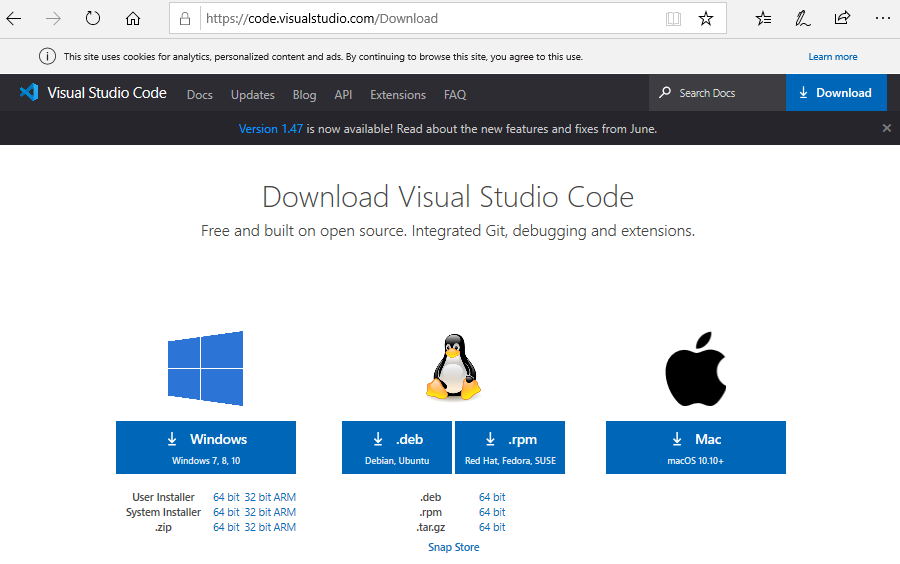 https://code.visualstudio.com/Download
This site uses cookies for analytics, personalized content and ads. By continuing to browse this site, you agree to this use. Learn more
Visual Studio Code Docs Updates Blog API Extensions FAQ Search Docs Download
Version 1.47 is now available! Read about the new features and fixes from June.
Download Visual Studio Code
Free and built on open source. Integrated Git, debugging and extensions.
Windows .deb .rpm Mac
Windows 7, 8, 10 Debian, Ubuntu Red Hat, Fedora, SUSE macOS 10.10+
User Installer 64 bit 32 bit ARM .deb 64 bit
System Installer 64 bit 32 bit ARM .rpm 64 bit
.zip 64 bit 32 bit ARM .tar.gz 64 bit
Snap Store